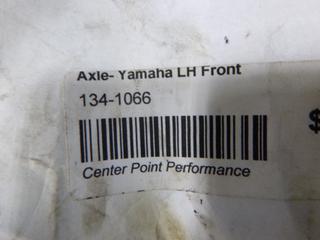 Axle- Yamaha LH Front
134-1066
$
Center Point Performance